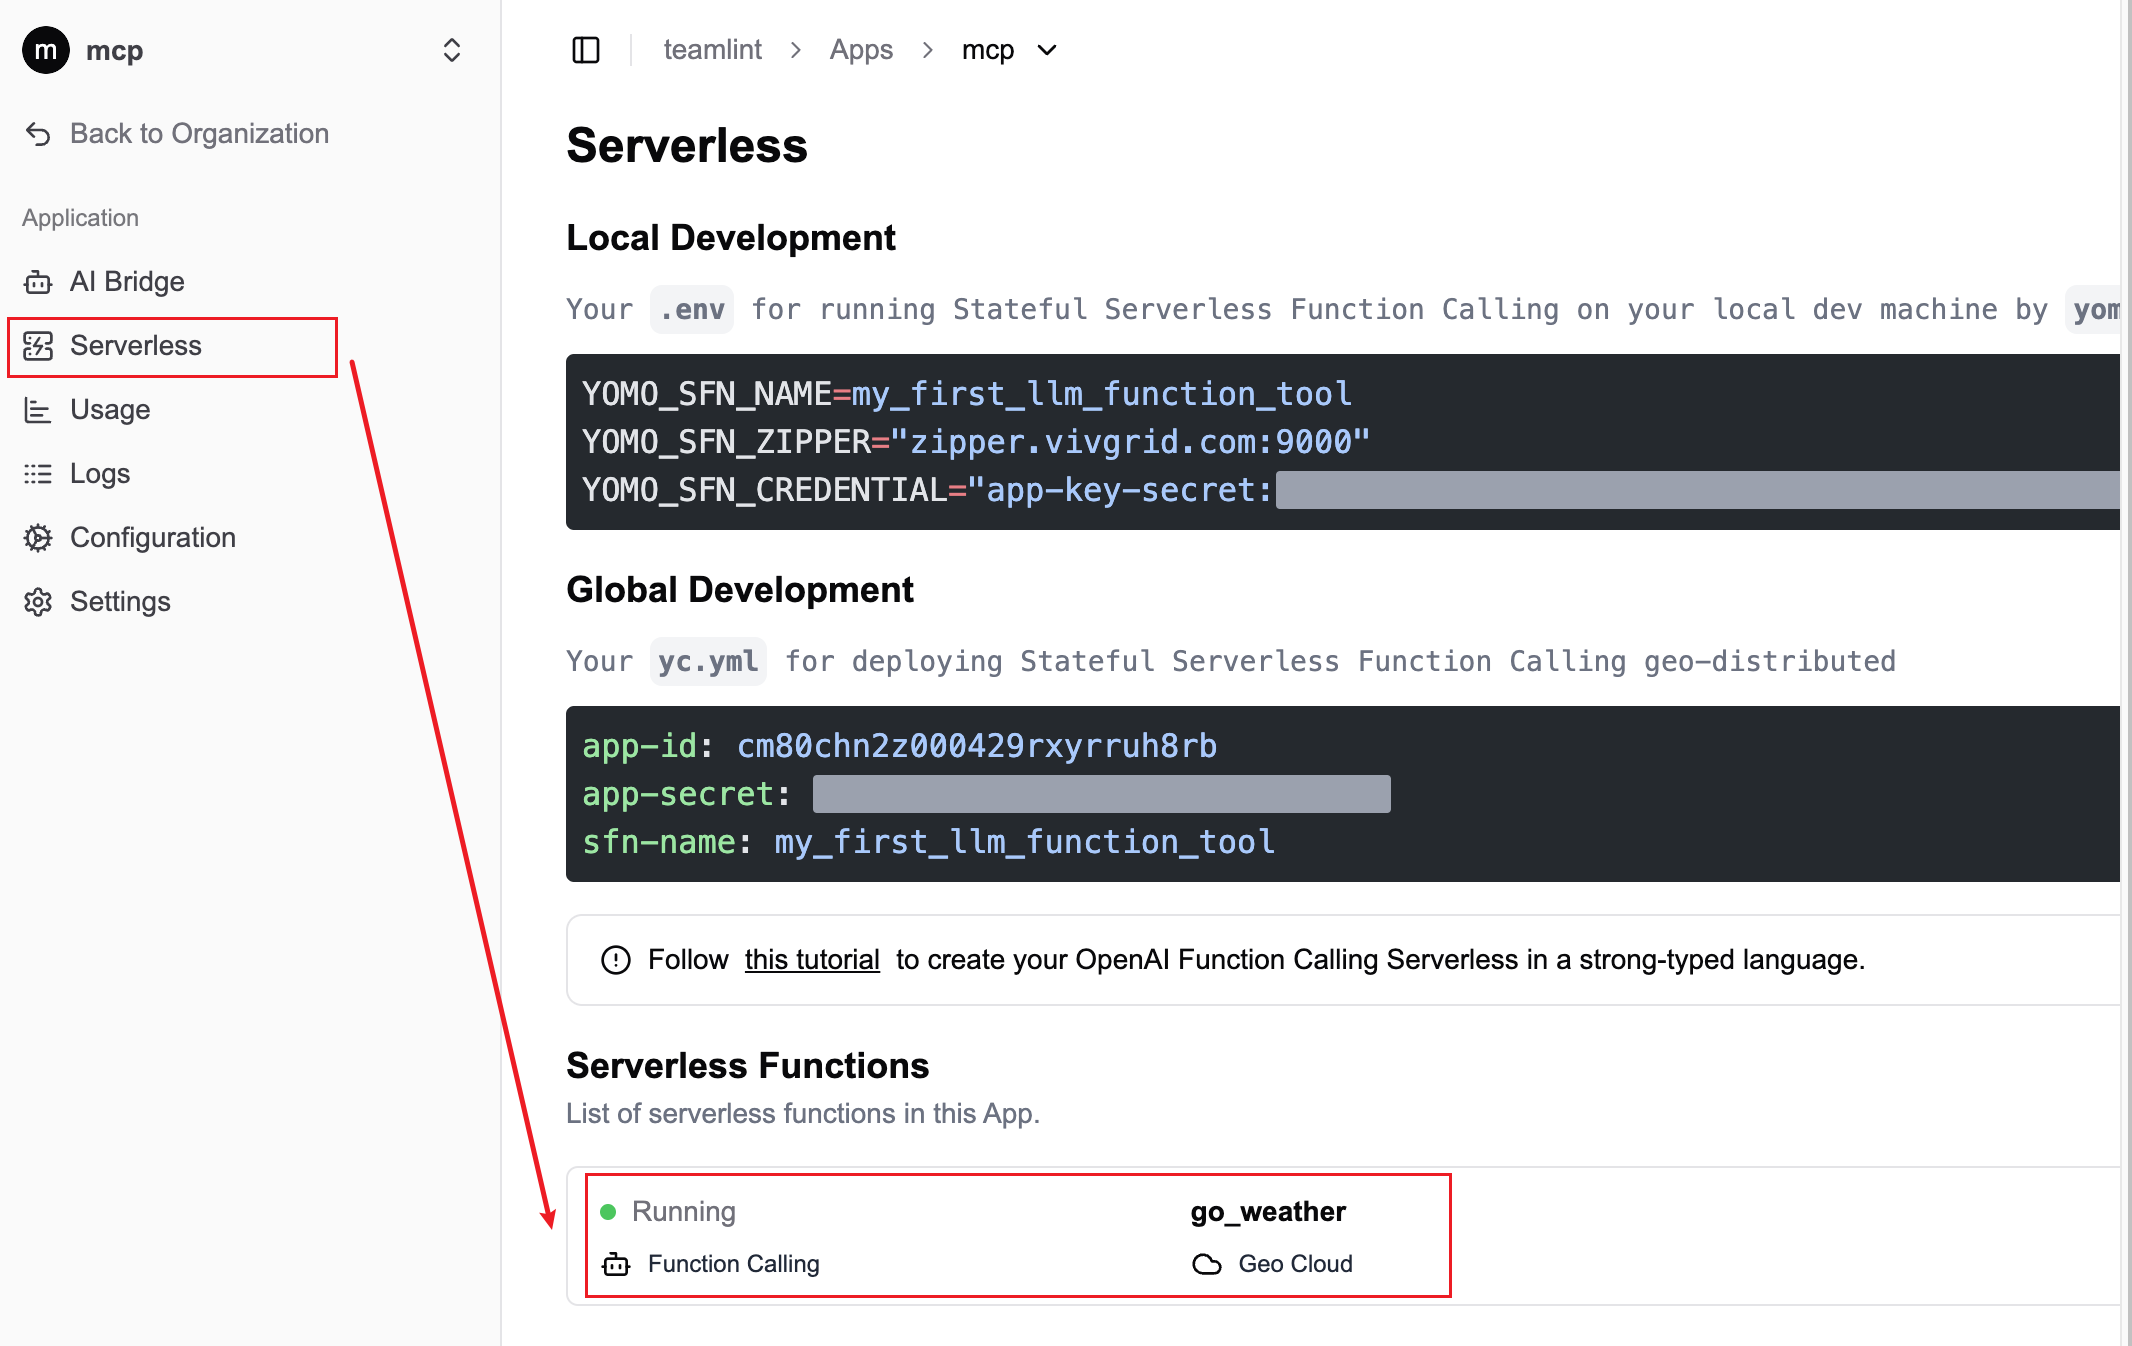 m mcp
Back to Organization
Application
AI Bridge
Serverless
Usage
Logs
Configuration
Settings
teamlint > Apps > mcp
Serverless
Local Development
Your .env for running Stateful Serverless Function Calling on your local dev machine by
YOMO_SFN_NAME=my_first_llm_function_tool
YOMO_SFN_ZIPPER="zipper.vivgrid.com:9000"
YOMO_SFN_CREDENTIAL="app-key-secret:
Global Development
Your yc.yml for deploying Stateful Serverless Function Calling geo-distributed
app-id: cm80chn2z000429rxyrruh8rb
app-secret:
sfn-name: my_first_llm_function_tool
Follow this tutorial to create your OpenAI Function Calling Serverless in a strong-typed language.
Serverless Functions
List of serverless functions in this App.
Running
go_weather
Function Calling
Geo Cloud